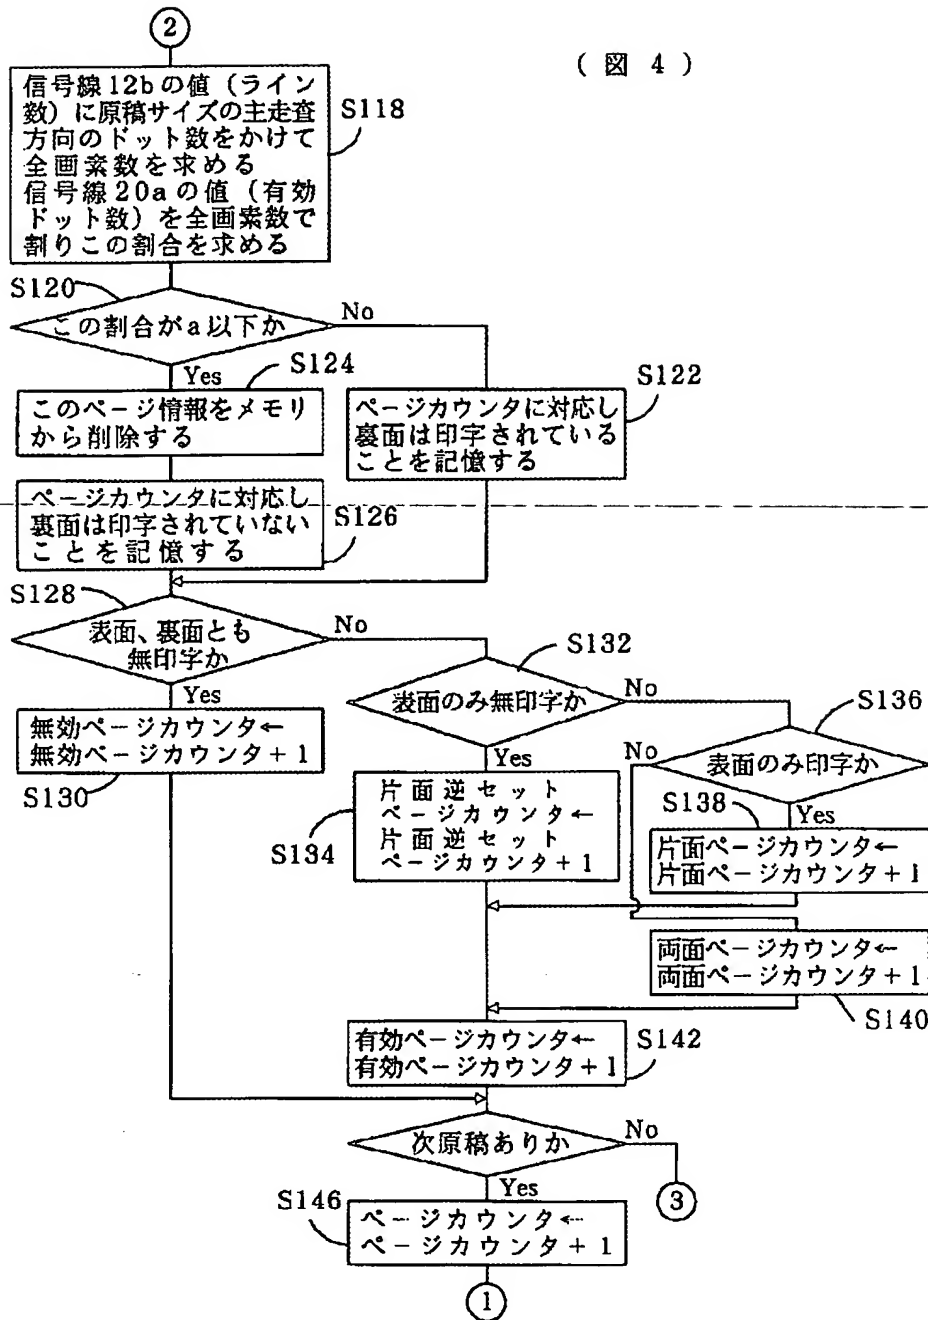 2
( 図 4 )
信号線12bの値(ライン
数)に原稿サイズの主走査
方向のドット数をかけて
全画素数を求める
信号線20aの値(有効
ドット数)を全画素数で
割りこの割合を求める
S118
S120
この割合がa以下か
No
Yes
S124
このページ情報をメモリ
から削除する
S122
ページカウンタに対応し
裏面は印字されている
ことを記憶する
ページカウンタに対応し
裏面は印字されていない
ことを記憶する
S126
S128
表面、裏面とも
無印字か
No
Yes
無効ページカウンタ←
無効ページカウンタ+1
S130
S132
表面のみ無印字か
No
Yes
片面逆セット
ページカウンタ←
片面逆セット
ページカウンタ+1
S134
S136
表面のみ印字か
No
Yes
S138
片面ページカウンタ←
片面ページカウンタ+1
両面ページカウンタ←
両面ページカウンタ+1
S140
有効ページカウンタ←
有効ページカウンタ+1
S142
次原稿ありか
No
Yes
3
S146
ページカウンタ←
ページカウンタ+1
1